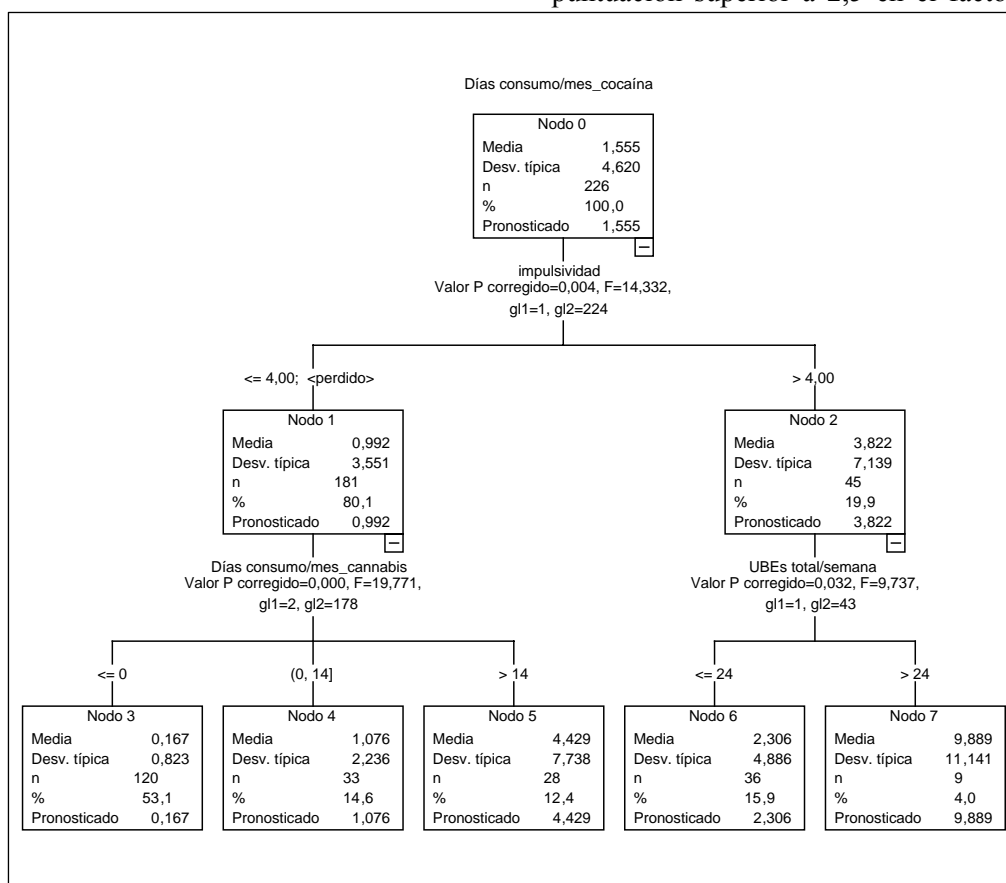 puntuación superior a 2,5 en el facto
Días consumo/mes_cocaína
Nodo 0
Media 1,555
Desv. típica 4,620
n 226
% 100,0
Pronosticado 1,555
impulsividad
Valor P corregido=0,004, F=14,332,
gl1=1, gl2=224
<= 4,00; <perdido>
> 4,00
Nodo 1
Media 0,992
Desv. típica 3,551
n 181
% 80,1
Pronosticado 0,992
Nodo 2
Media 3,822
Desv. típica 7,139
n 45
% 19,9
Pronosticado 3,822
Días consumo/mes_cannabis
Valor P corregido=0,000, F=19,771,
gl1=2, gl2=178
UBEs total/semana
Valor P corregido=0,032, F=9,737,
gl1=1, gl2=43
<= 0
(0, 14]
> 14
<= 24
> 24
Nodo 3
Media 0,167
Desv. típica 0,823
n 120
% 53,1
Pronosticado 0,167
Nodo 4
Media 1,076
Desv. típica 2,236
n 33
% 14,6
Pronosticado 1,076
Nodo 5
Media 4,429
Desv. típica 7,738
n 28
% 12,4
Pronosticado 4,429
Nodo 6
Media 2,306
Desv. típica 4,886
n 36
% 15,9
Pronosticado 2,306
Nodo 7
Media 9,889
Desv. típica 11,141
n 9
% 4,0
Pronosticado 9,889